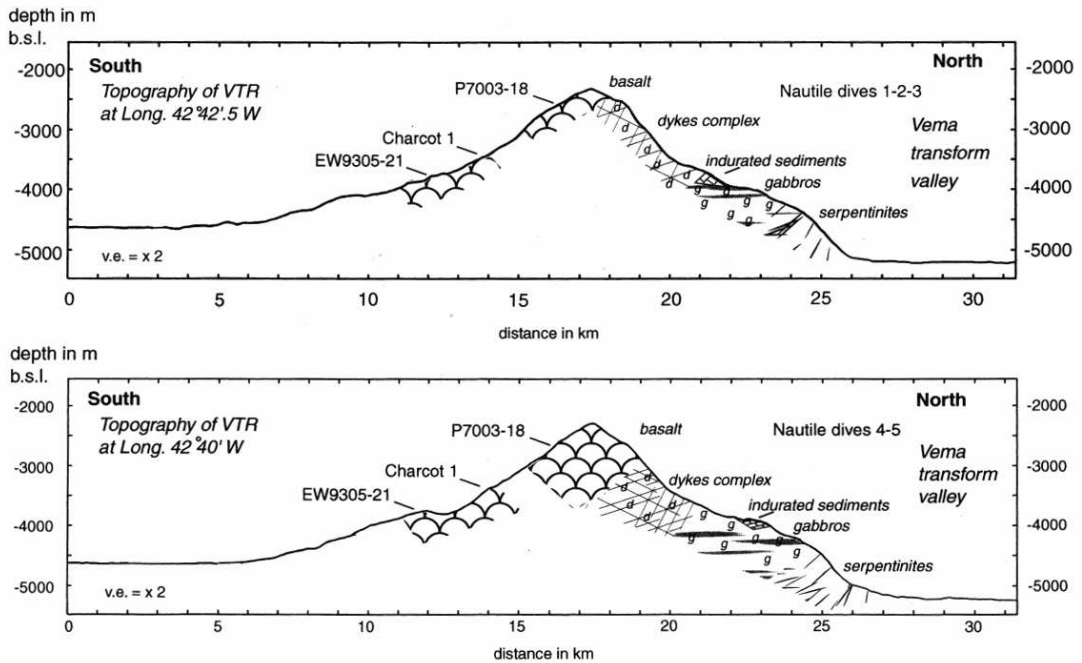 depth in m
b.s.l.
South
North
Topography of VTR
at Long. 42°42'.5 W
P7003-18
basalt
Nautile dives 1-2-3
Charcot 1
dykes complex
Vema
transform
valley
EW9305-21
indurated sediments
gabbros
serpentinites
-2000
-3000
-4000
-5000
-2000
-3000
-4000
-5000
d
d
d
d
d
d
d
g
g
g
g
g
g
g
g
v.e. = x 2
0 5 10 15 20 25 30
distance in km
depth in m
b.s.l.
South
North
Topography of VTR
at Long. 42°40' W
P7003-18
basalt
Nautile dives 4-5
Charcot 1
dykes complex
Vema
transform
valley
EW9305-21
indurated sediments
gabbros
serpentinites
-2000
-3000
-4000
-5000
-2000
-3000
-4000
-5000
d
d
d
d
d
d
g
g
g
g
g
g
g
g
g
v.e. = x 2
0 5 10 15 20 25 30
distance in km